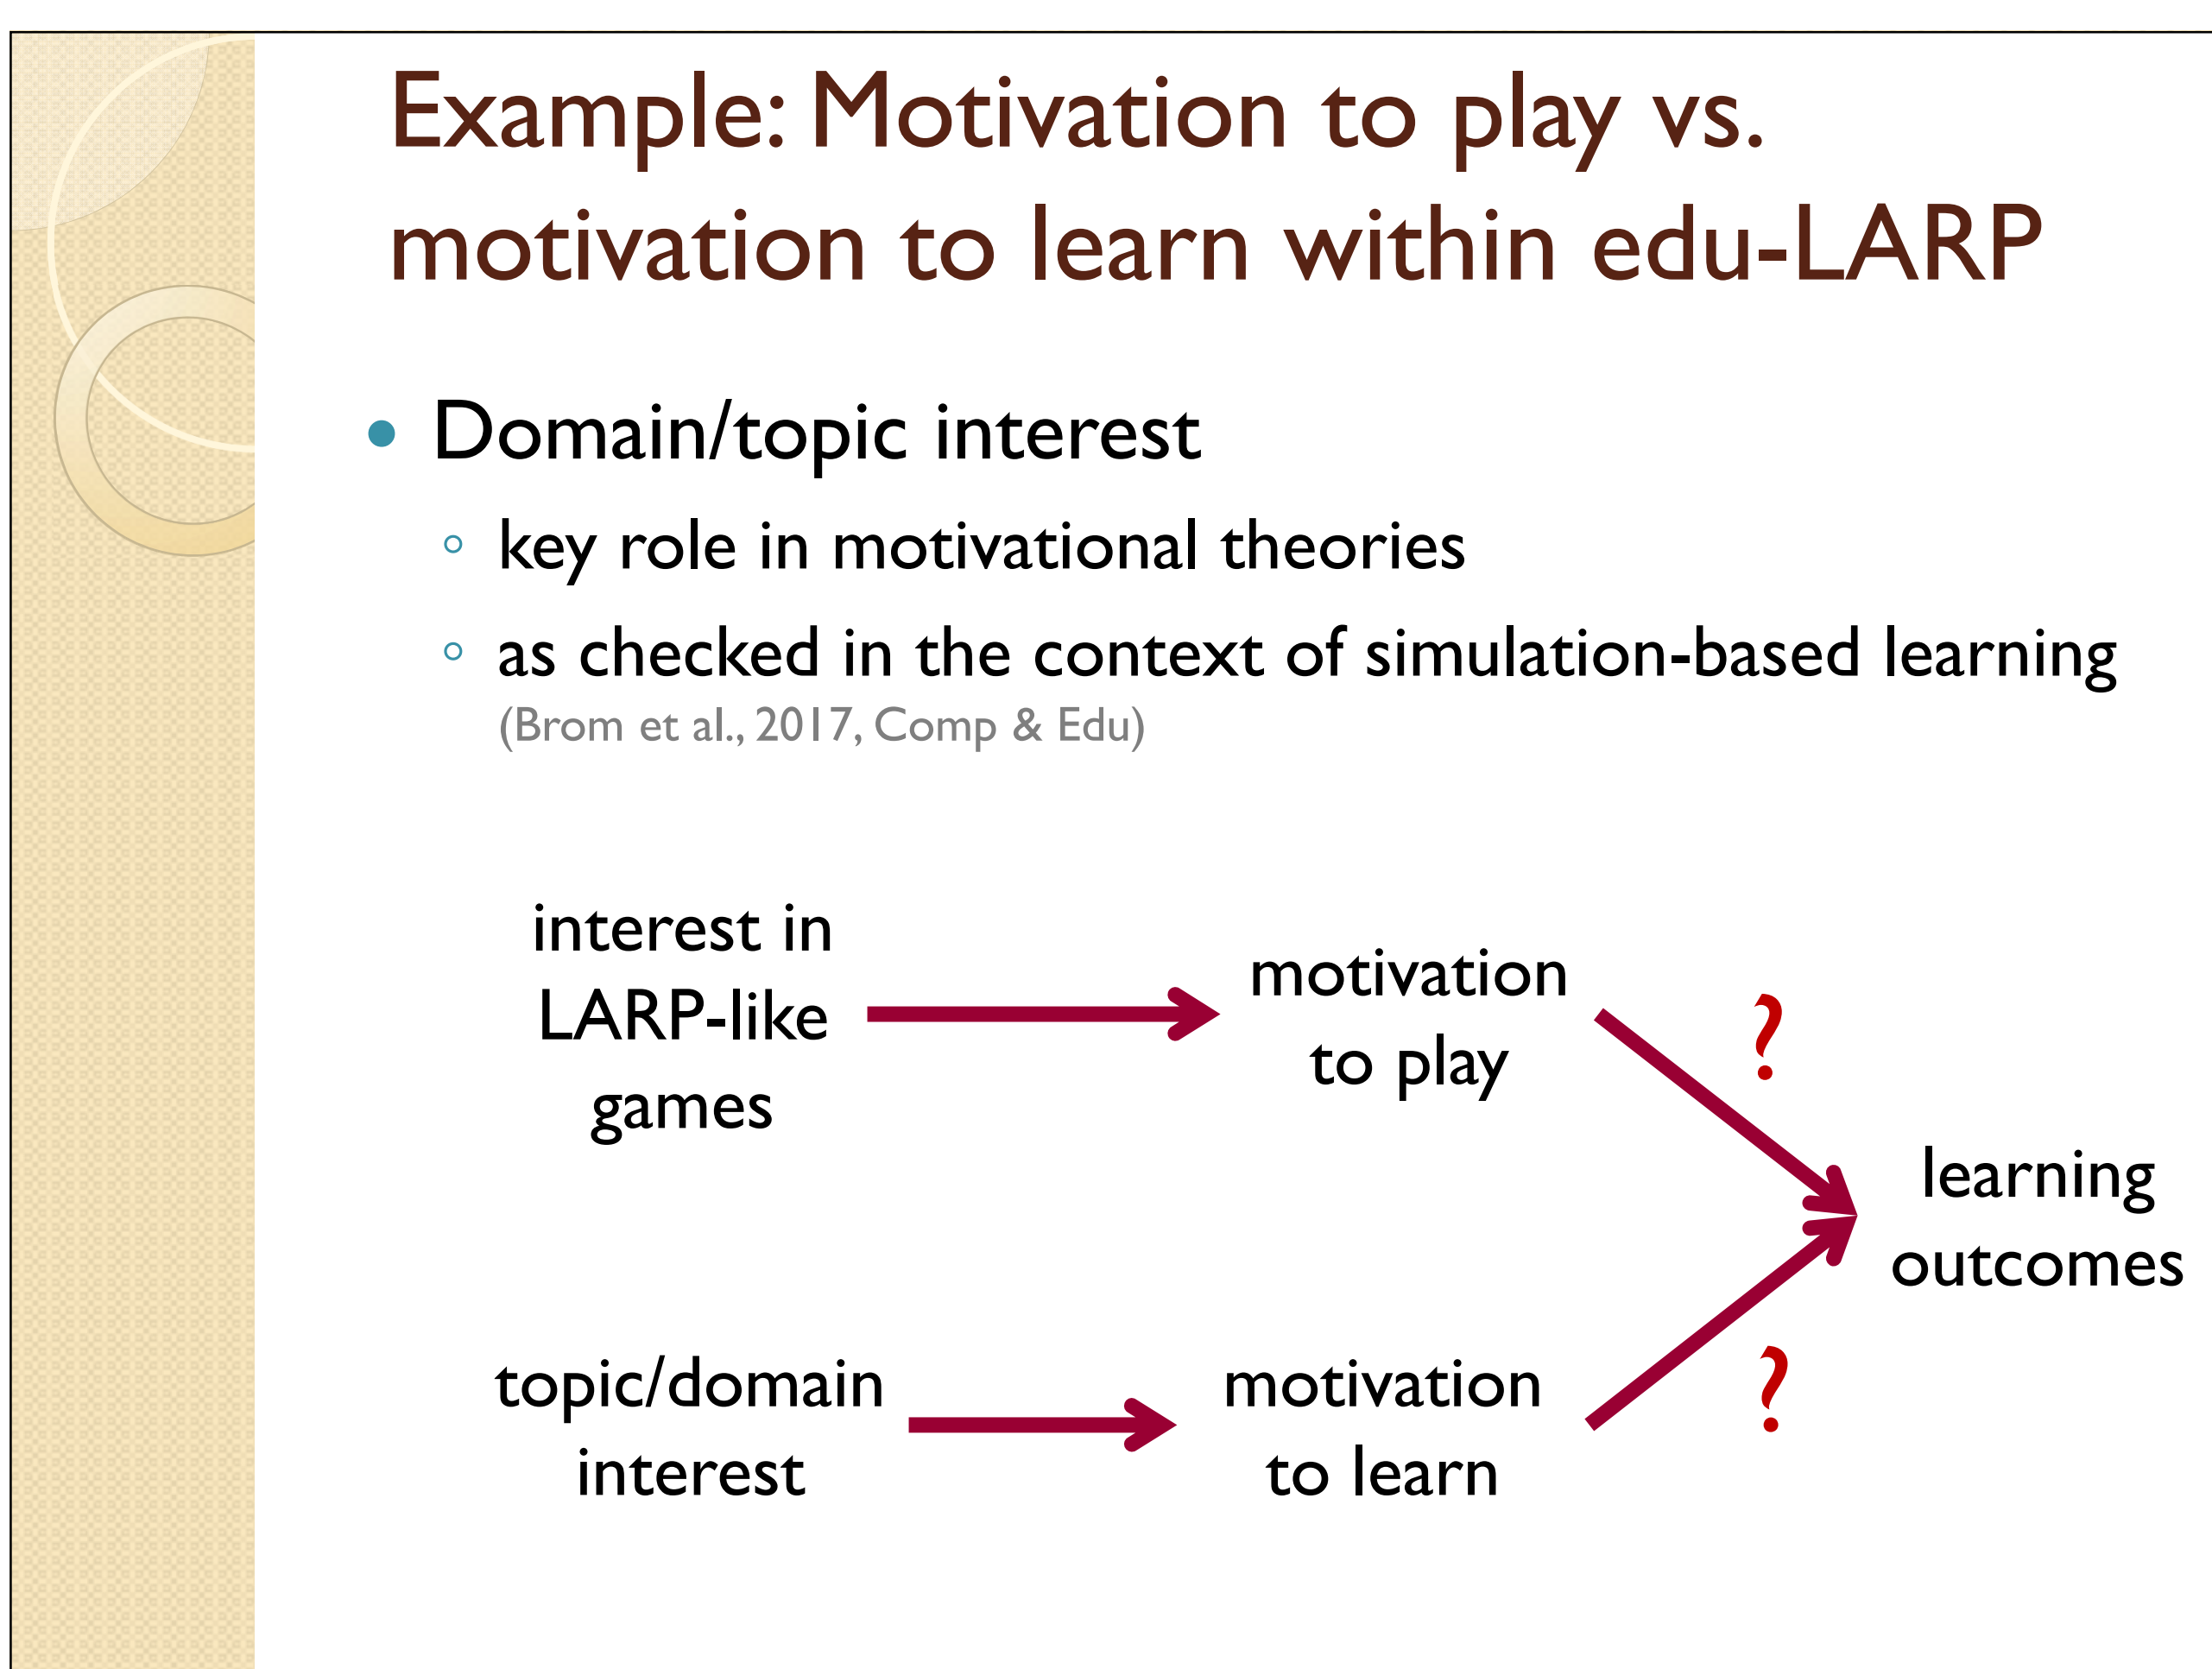 Example: Motivation to play vs.
motivation to learn within edu-LARP
Domain/topic interest
key role in motivational theories
as checked in the context of simulation-based learning
(Brom et al., 2017, Comp & Edu)
interest in
LARP-like
games
motivation
to play
?
learning
outcomes
topic/domain
interest
motivation
to learn
?